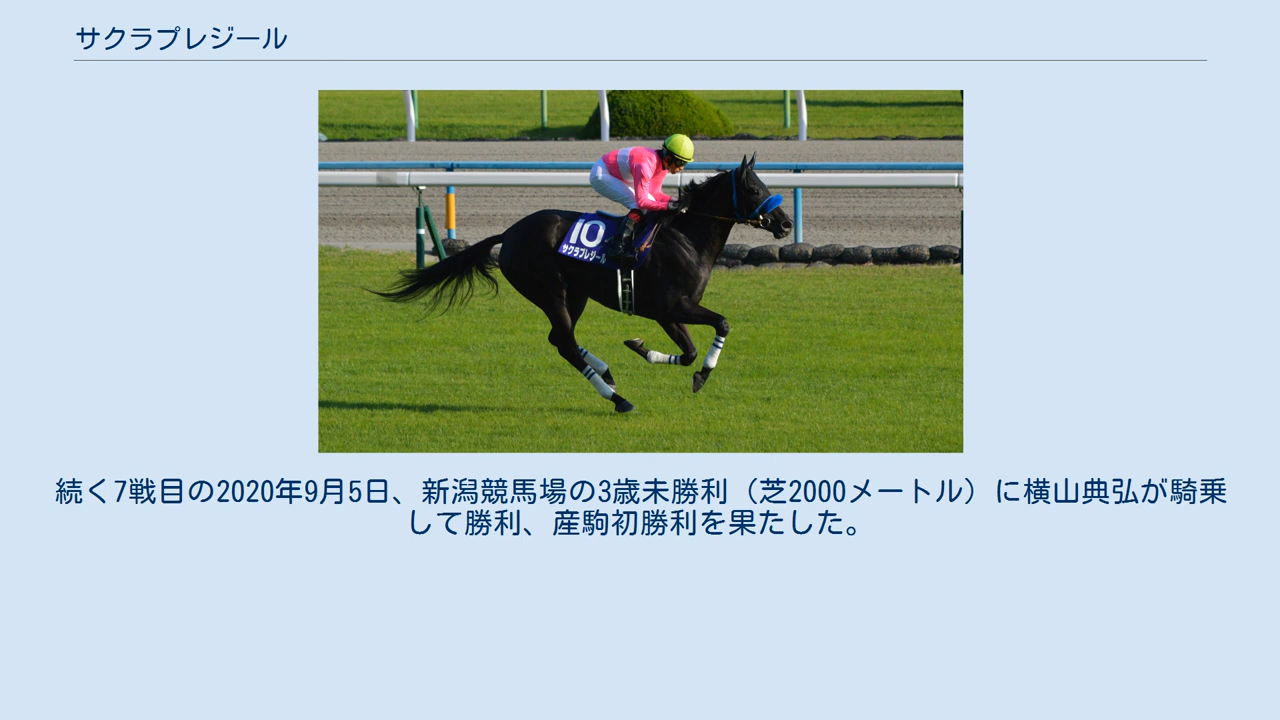 サクラプレジール
10
サクラプレジール
続く7戦目の2020年9月5日、新潟競馬場の3歳未勝利（芝2000メートル）に横山典弘が騎乗
して勝利、産駒初勝利を果たした。